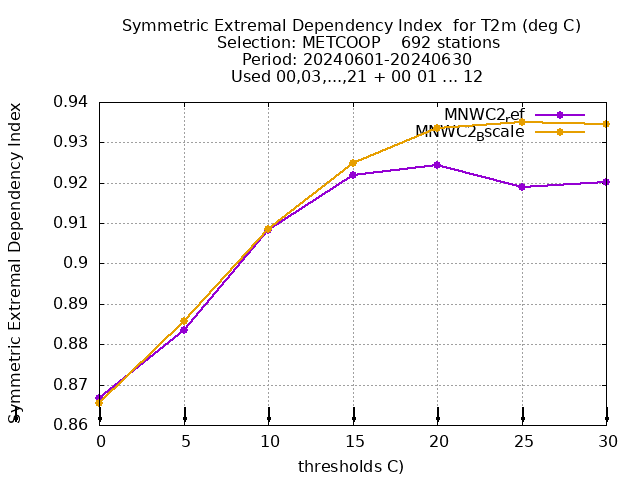 Symmetric Extremal Dependency Index for T2m (deg C)
Selection: METCOOP 692 stations
Period: 20240601-20240630
Used 00,03,...,21 + 00 01 ... 12
Symmetric Extremal Dependency Index
0.94
0.93
0.92
0.91
0.9
0.89
0.88
0.87
0.86
MNWC2ref
MNWC2Bscale
0 5 10 15 20 25 30
thresholds C)